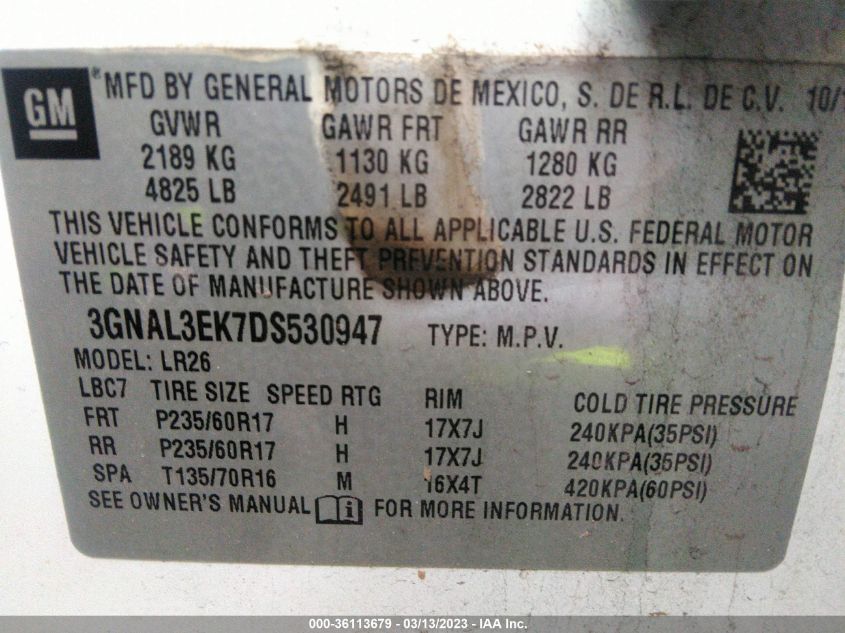 GM
® MFD BY GENERAL MOTORS DE MEXICO, S. DE R.L. DE C.V. 10/1
GVWR GAWR FRT GAWR RR
2189 KG 1130 KG 1280 KG
4825 LB 2491 LB 2822 LB
THIS VEHICLE CONFORMS TO ALL APPLICABLE U.S. FEDERAL MOTOR
VEHICLE SAFETY AND THEFT PREVENTION STANDARDS IN EFFECT ON
THE DATE OF MANUFACTURE SHOWN ABOVE.
3GNAL3EK7DS530947 TYPE: M.P.V.
MODEL: LR26
LBC7 TIRE SIZE SPEED RTG RIM COLD TIRE PRESSURE
FRT P235/60R17 H 17X7J 240KPA(35PSI)
RR P235/60R17 H 17X7J 240KPA(35PSI)
SPA T135/70R16 M 16X4T 420KPA(60PSI)
SEE OWNER'S MANUAL i FOR MORE INFORMATION.
000-36113679 - 03/13/2023 - © IAA Inc.